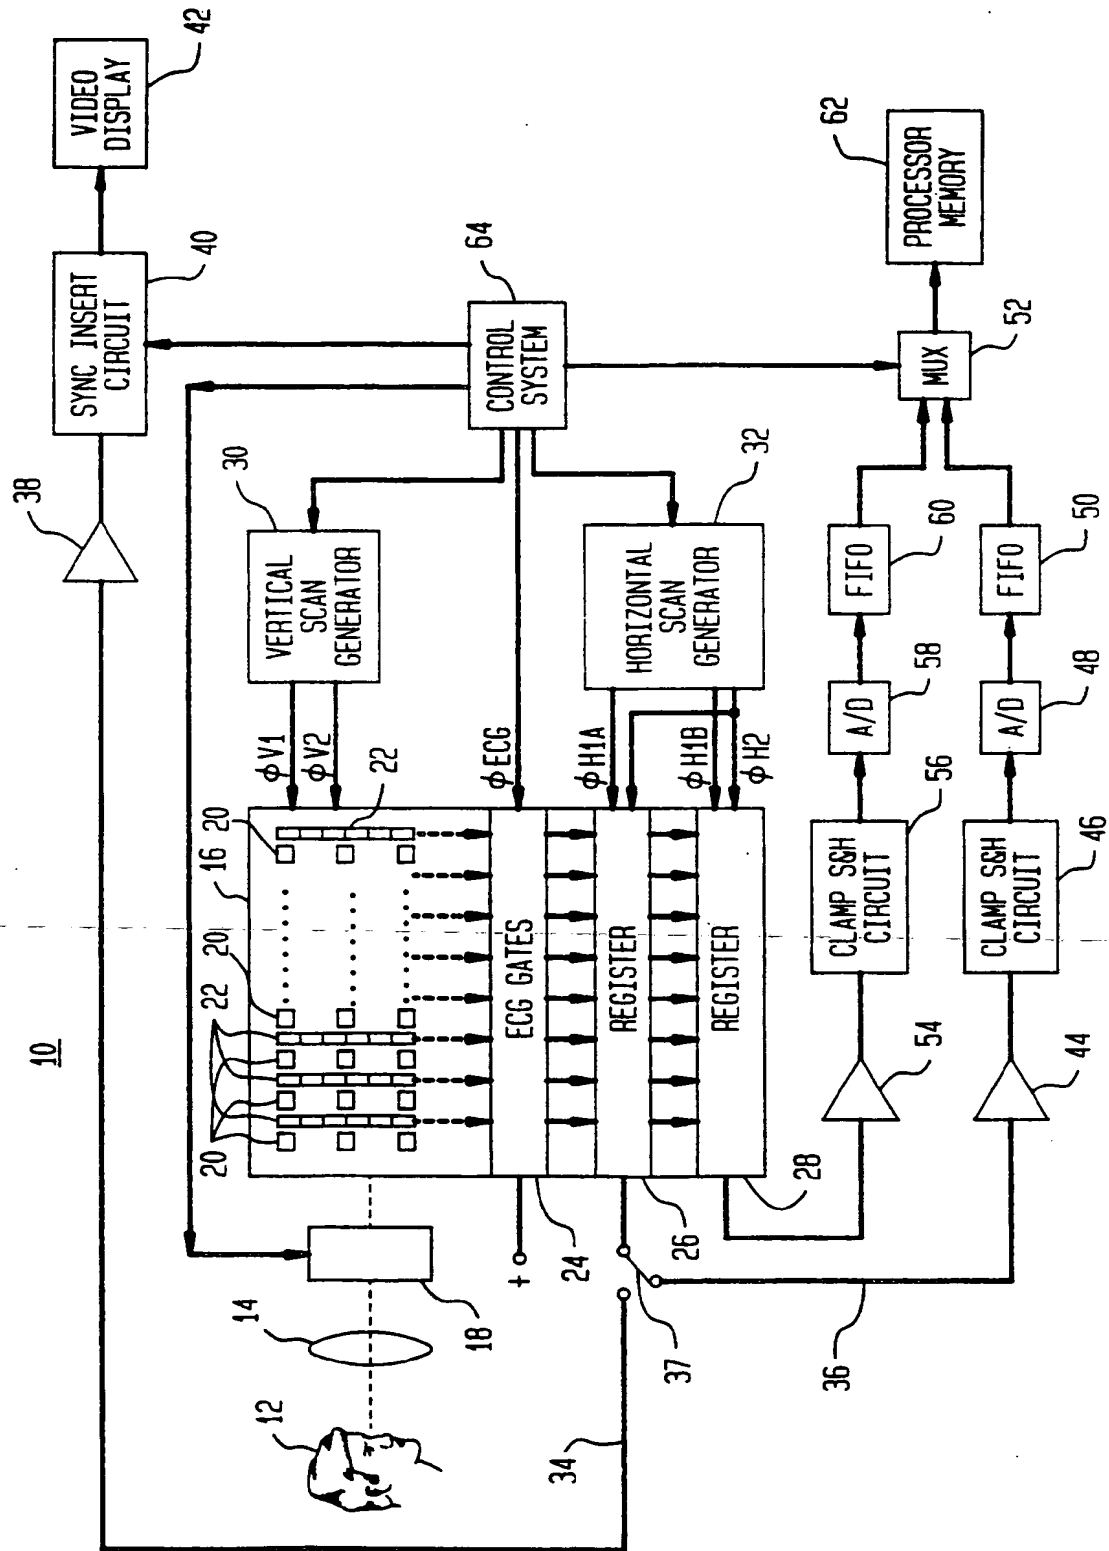 10
38
SYNC INSERT
CIRCUIT
40
VIDEO
DISPLAY
42
12
14
18
16
20
22
20
20
22
φV1
φV2
30
VERTICAL
SCAN
GENERATOR
64
CONTROL
SYSTEM
+
24
ECG GATES
φECG
34
37
26
REGISTER
φH1A
32
HORIZONTAL
SCAN
GENERATOR
28
REGISTER
φH1B
φH2
36
54
CLAMP S&H
CIRCUIT
56
A/D
58
FIFO
60
44
CLAMP S&H
CIRCUIT
46
A/D
48
FIFO
50
MUX
52
PROCESSOR
MEMORY
62